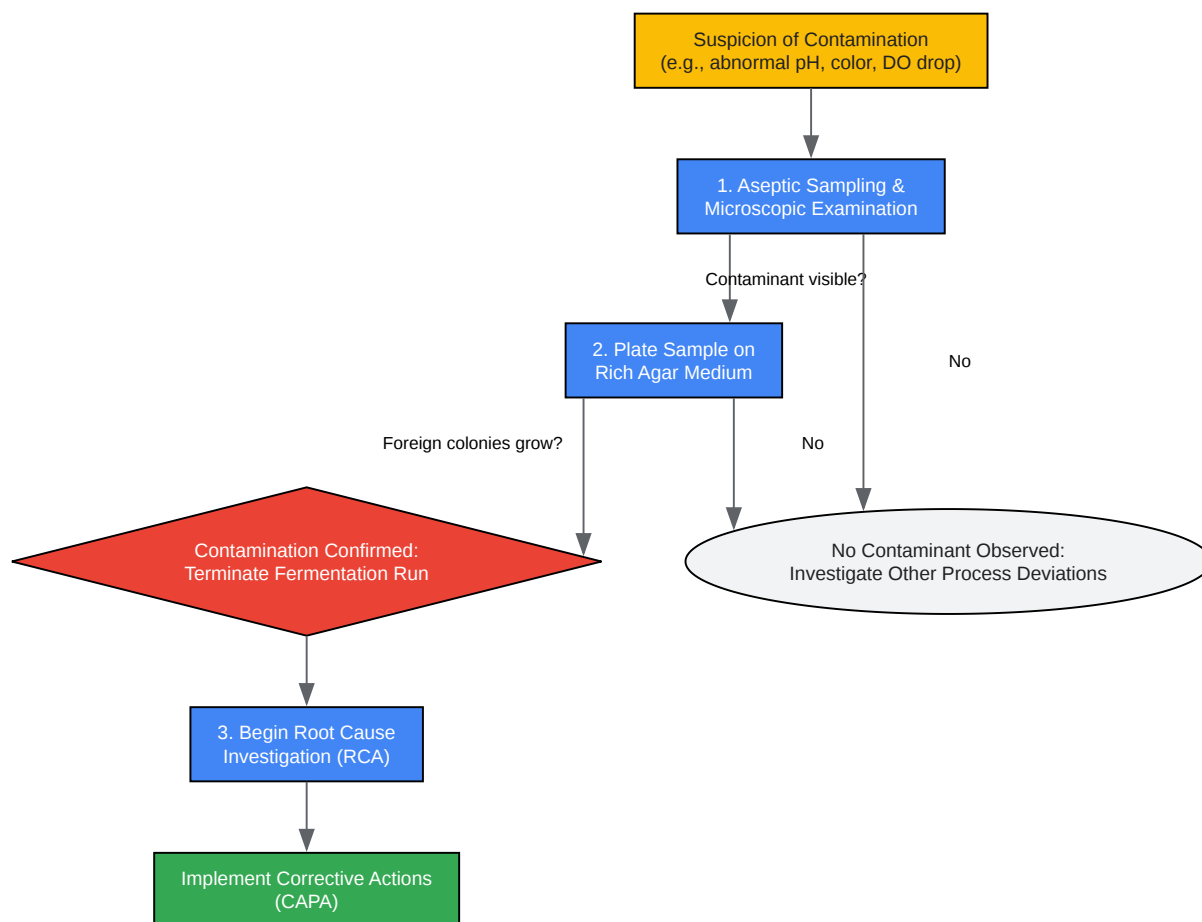 Suspicion of Contamination
(e.g., abnormal pH, color, DO drop)
1. Aseptic Sampling &
Microscopic Examination
Contaminant visible?
2. Plate Sample on
Rich Agar Medium
No
Foreign colonies grow?
No
Contamination Confirmed:
Terminate Fermentation Run
No Contaminant Observed:
Investigate Other Process Deviations
3. Begin Root Cause
Investigation (RCA)
Implement Corrective Actions
(CAPA)